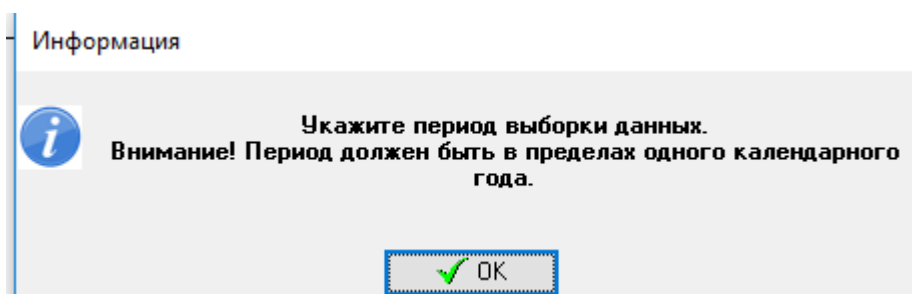 Информация
Укажите период выборки данных.
Внимание! Период должен быть в пределах одного календарного
года.
OK